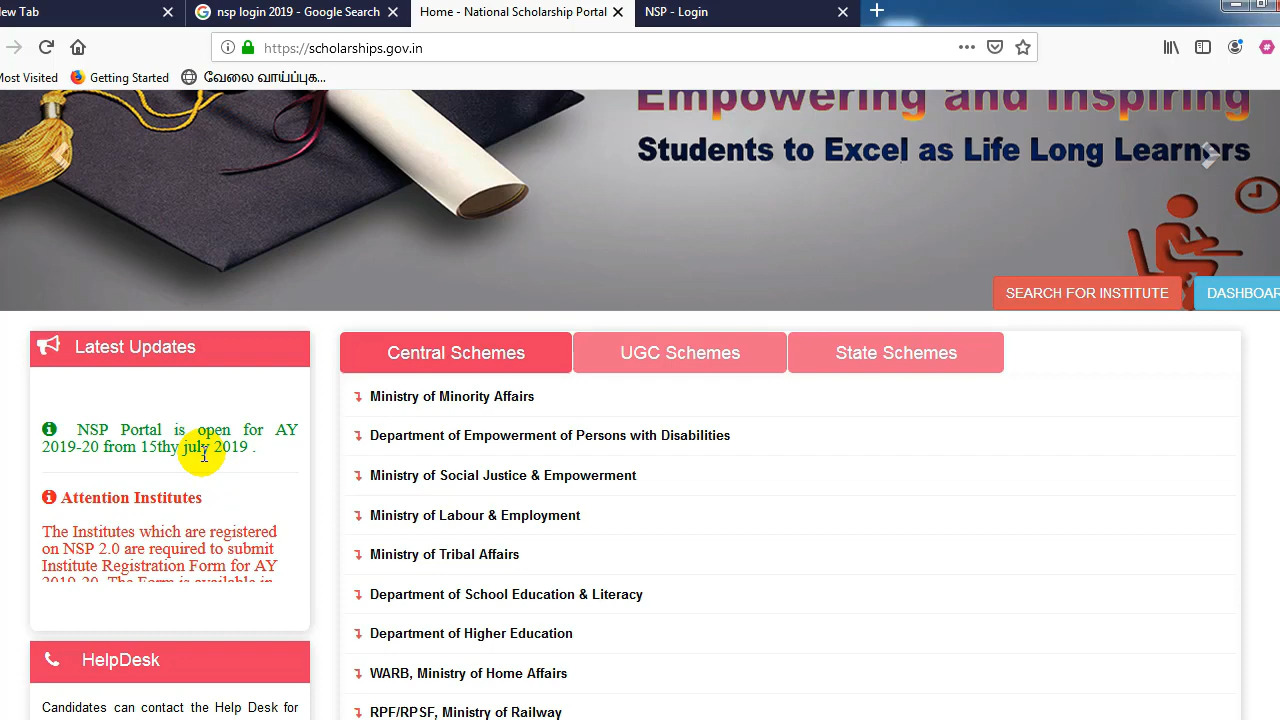 ew Tab
nsp login 2019 - Google Search
Home - National Scholarship Portal
NSP - Login
https://scholarships.gov.in
Most Visited
Getting Started
வேலை வாய்ப்புக...
Empowering and Inspiring
Students to Excel as Life Long Learners
SEARCH FOR INSTITUTE
DASHBOAR
Latest Updates
NSP Portal is open for AY
2019-20 from 15thy july 2019 .
Attention Institutes
The Institutes which are registered
on NSP 2.0 are required to submit
Institute Registration Form for AY
2019-20. The Form is available in
HelpDesk
Candidates can contact the Help Desk for
Central Schemes
UGC Schemes
State Schemes
Ministry of Minority Affairs
Department of Empowerment of Persons with Disabilities
Ministry of Social Justice & Empowerment
Ministry of Labour & Employment
Ministry of Tribal Affairs
Department of School Education & Literacy
Department of Higher Education
WARB, Ministry of Home Affairs
RPF/RPSF, Ministry of Railway